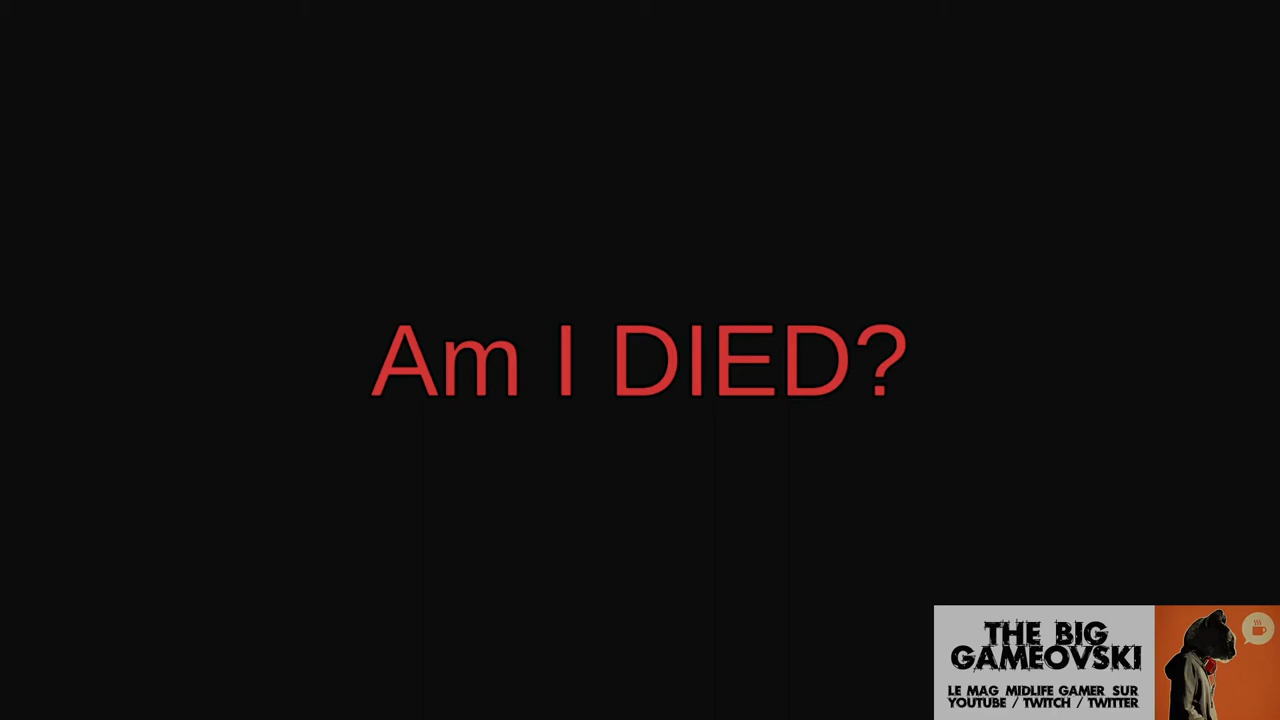 Am I DIED?
THE BIG
GAMEOVSKI
LE MAG MIDLIFE GAMER SUR
YOUTUBE / TWITCH / TWITTER